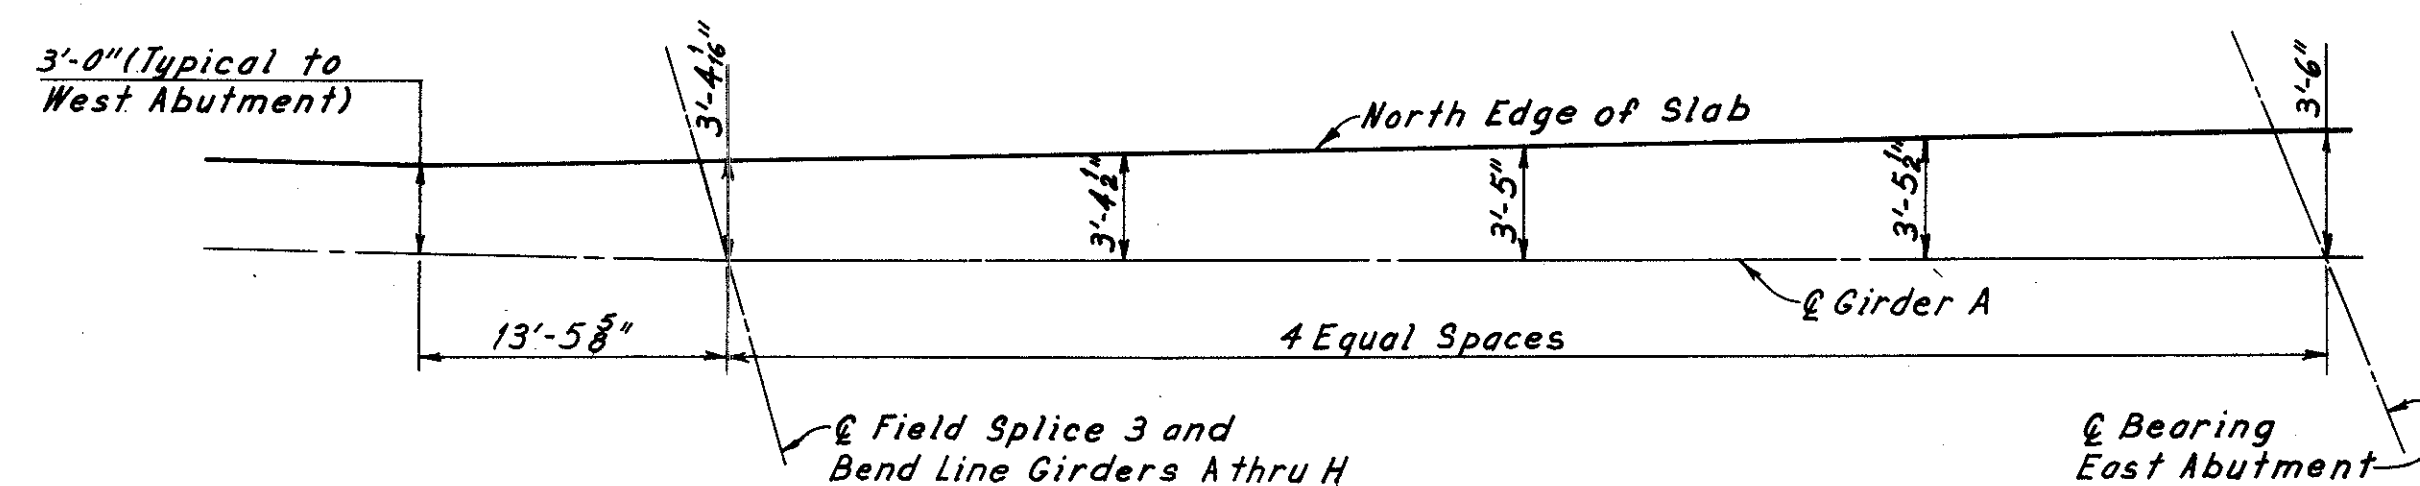 3'-0" (Typical to
West Abutment)
3'-4 1/16"
North Edge of Slab
3'-6"
3'-4 1/2"
3'-5"
3'-5 1/2"
℄ Girder A
13'-5 5/8"
4 Equal Spaces
℄ Field Splice 3 and
Bend Line Girders A thru H
℄ Bearing
East Abutment